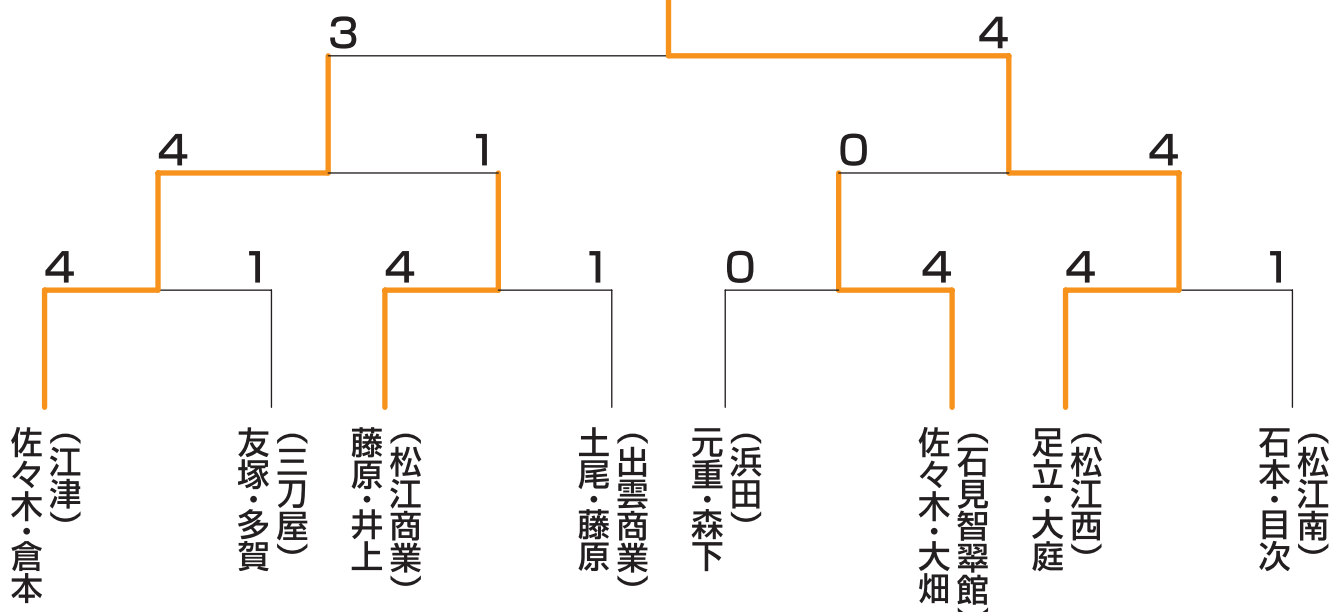 3
4
4
1
0
4
4
1
4
1
0
4
4
1
佐々木・倉本
（江津）
友塚・多賀
（三刀屋）
藤原・井上
（松江商業）
土尾・藤原
（出雲商業）
元重・森下
（浜田）
佐々木・大畑
（石見智翠館）
足立・大庭
（松江西）
石本・目次
（松江南）